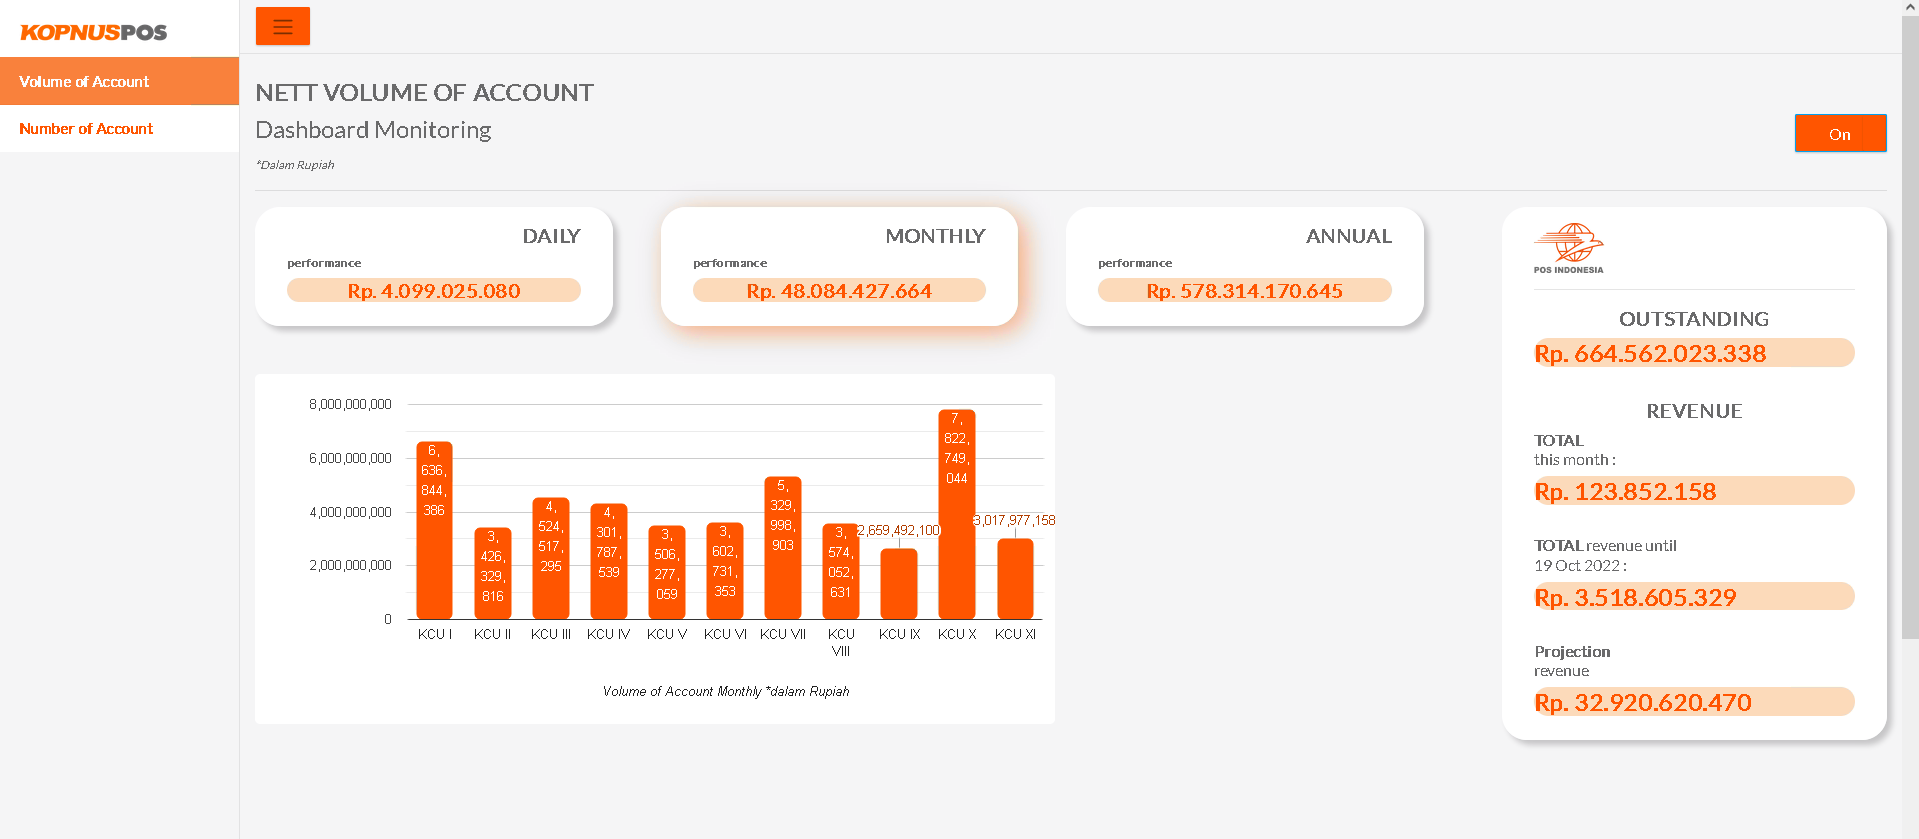 KOPNUSPOS
Volume of Account
Number of Account
NETT VOLUME OF ACCOUNT
Dashboard Monitoring
*Dalam Rupiah
On
DAILY
performance
Rp. 4.099.025.080
MONTHLY
performance
Rp. 48.084.427.664
ANNUAL
performance
Rp. 578.314.170.645
8,000,000,000
6,000,000,000
4,000,000,000
2,000,000,000
0
6,
636,
844,
386
3,
426,
329,
816
4,
524,
517,
295
4,
301,
787,
539
3,
506,
277,
059
3,
602,
731,
353
5,
329,
998,
903
3,
574,
052,
631
2,659,492,100
7,
822,
749,
044
3,017,977,158
KCU I
KCU II
KCU III
KCU IV
KCU V
KCU VI
KCU VII
KCU
VIII
KCU IX
KCU X
KCU XI
Volume of Account Monthly *dalam Rupiah
POS INDONESIA
OUTSTANDING
Rp. 664.562.023.338
REVENUE
TOTAL
this month :
Rp. 123.852.158
TOTAL revenue until
19 Oct 2022 :
Rp. 3.518.605.329
Projection
revenue
Rp. 32.920.620.470